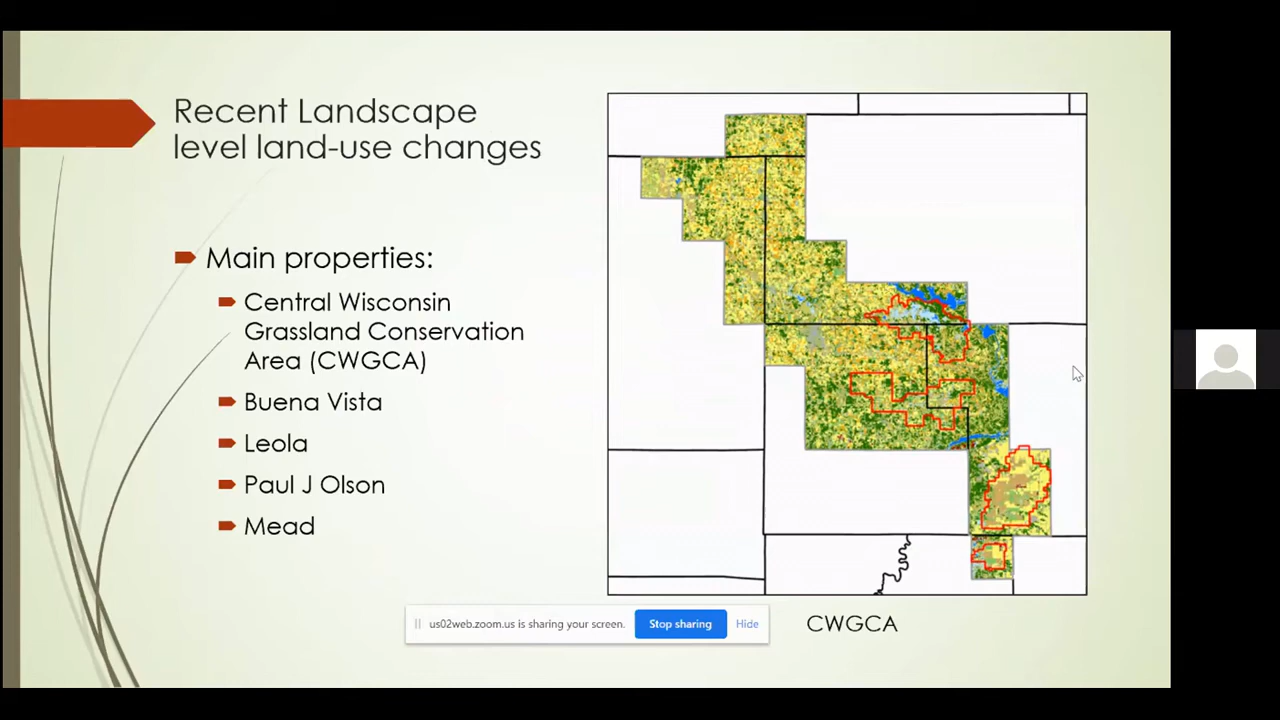 Recent Landscape
level land-use changes
Main properties:
Central Wisconsin
Grassland Conservation
Area (CWGCA)
Buena Vista
Leola
Paul J Olson
Mead
us02web.zoom.us is sharing your screen.
Stop sharing
Hide
CWGCA